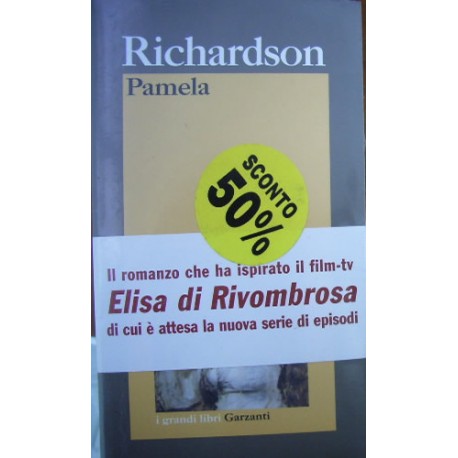 Richardson
Pamela
SCONTO
50%
Il romanzo che ha ispirato il film-tv
Elisa di Rivombrosa
di cui è attesa la nuova serie di episodi
i grandi libri Garzanti